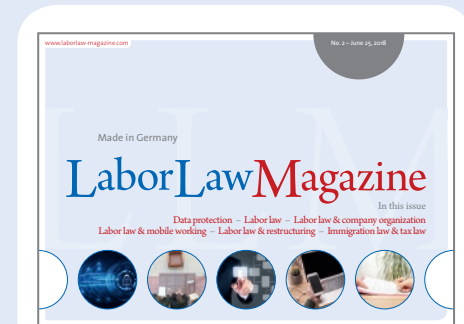 www.laborlaw-magazine.com
No. 2 – June 25, 2018
Made in Germany
LaborLawMagazine
In this issue
Data protection – Labor law – Labor law & company organization
Labor law & mobile working – Labor law & restructuring – Immigration law & tax law